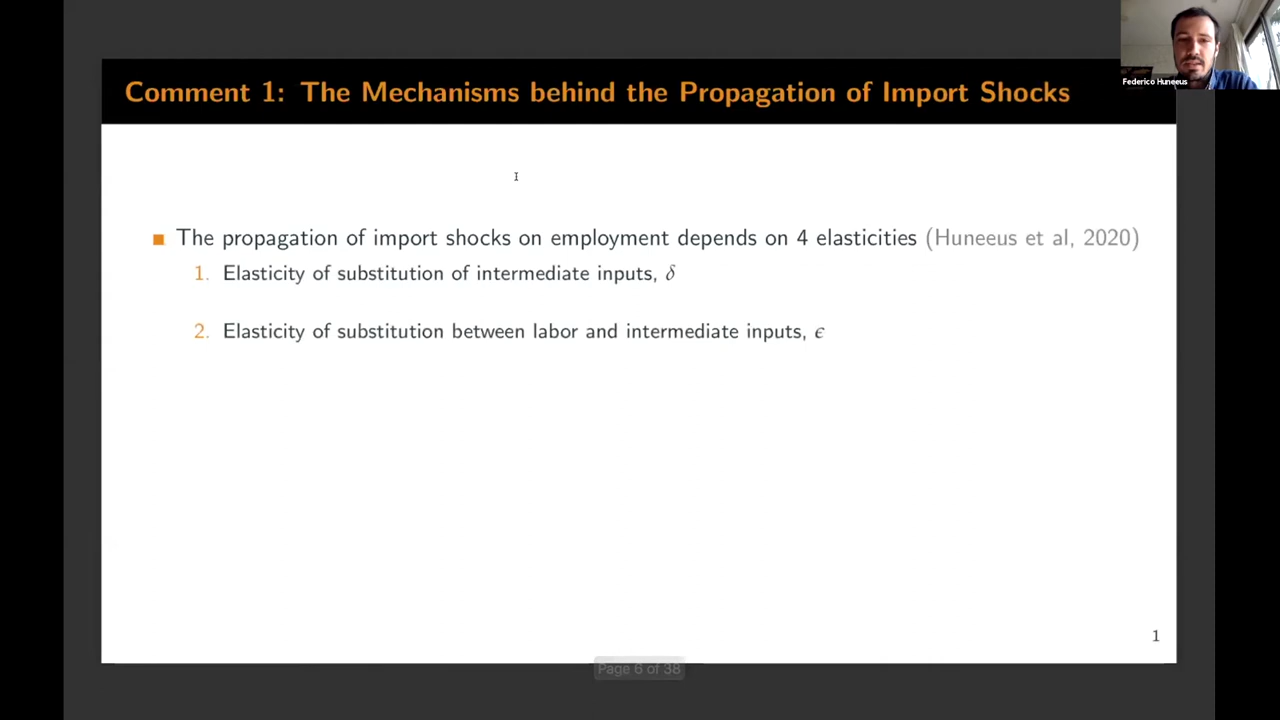 Comment 1: The Mechanisms behind the Propagation of Import Shocks
Federico Huneeus
The propagation of import shocks on employment depends on 4 elasticities (Huneeus et al, 2020)
1. Elasticity of substitution of intermediate inputs, δ
2. Elasticity of substitution between labor and intermediate inputs, ϵ
1
Page 6 of 38